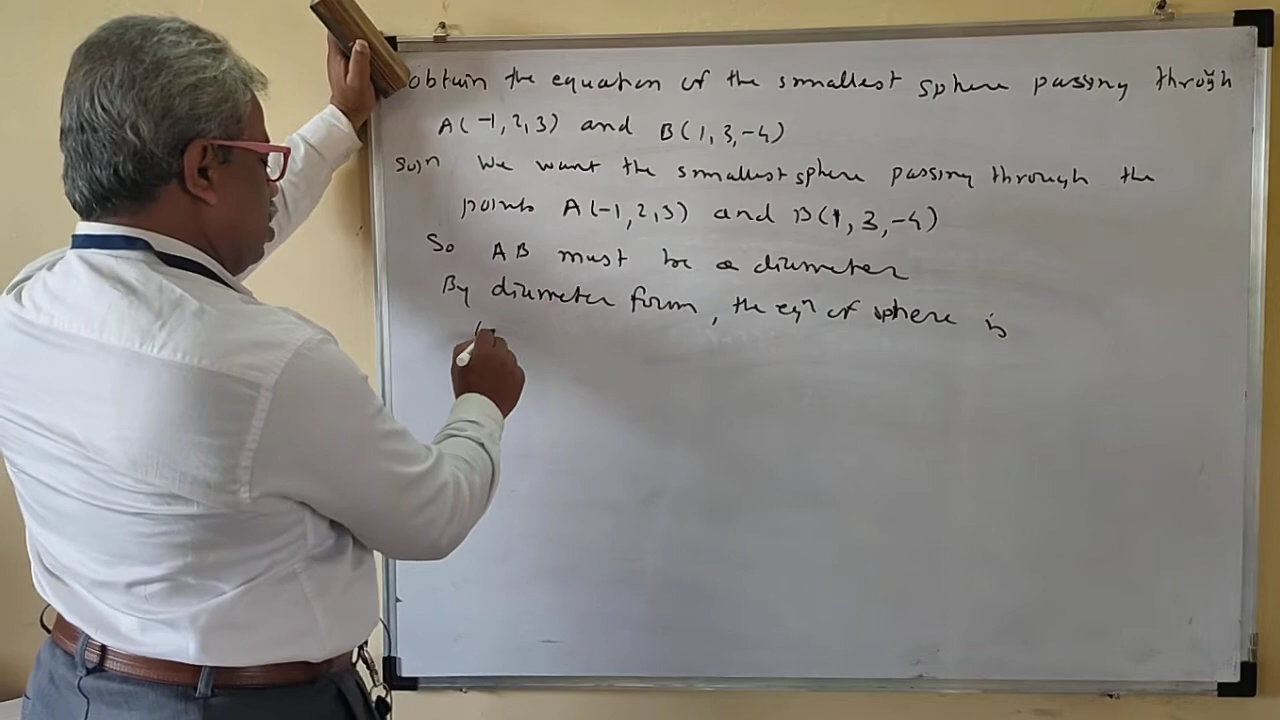 obtain the equation of the smallest sphere passing through
A(-1, 2, 3) and B(1, 3, -4)
Sol)n We want the smallest sphere passing through the
points A(-1, 2, 3) and B(1, 3, -4)
So AB must be a diameter
By diameter form, the eqn of sphere is
(